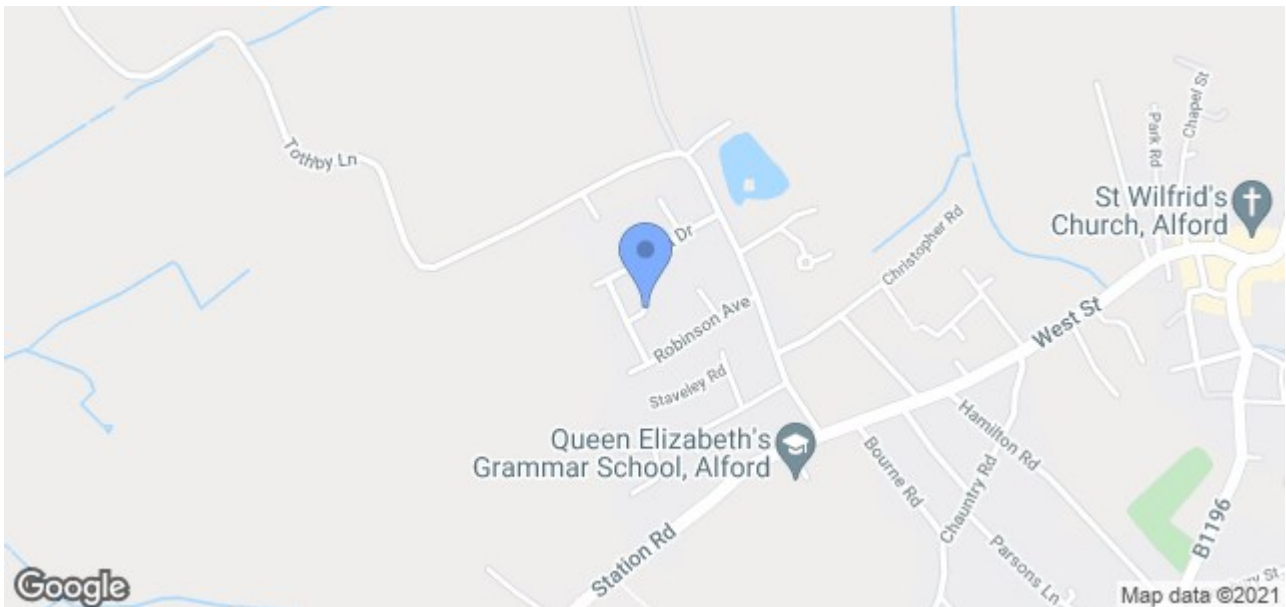 Tothby Ln
Dr
Christopher Rd
Park Rd
Chapel St
St Wilfrid's
Church, Alford
Robinson Ave
West St
Staveley Rd
Queen Elizabeth's
Grammar School, Alford
Hamilton Rd
Bourne Rd
Chauntry Rd
Parsons Ln
Station Rd
B1196
St.
Google
Map data ©2021